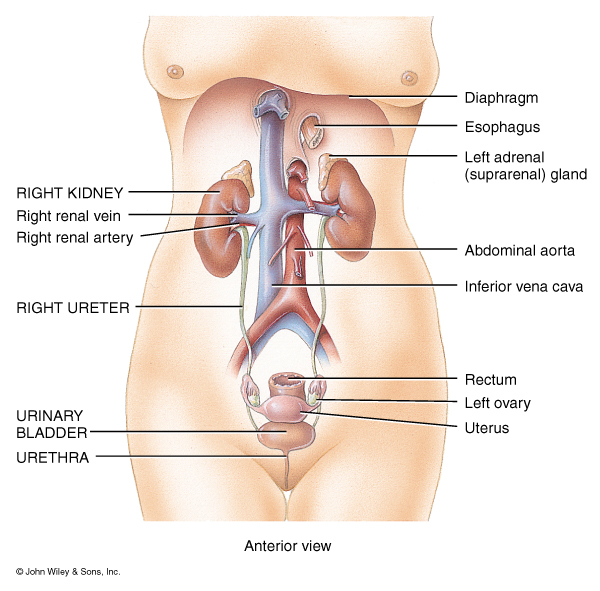 Diaphragm
Esophagus
Left adrenal
(suprarenal) gland
RIGHT KIDNEY
Right renal vein
Right renal artery
Abdominal aorta
Inferior vena cava
RIGHT URETER
Rectum
Left ovary
Uterus
URINARY
BLADDER
URETHRA
Anterior view
© John Wiley & Sons, Inc.